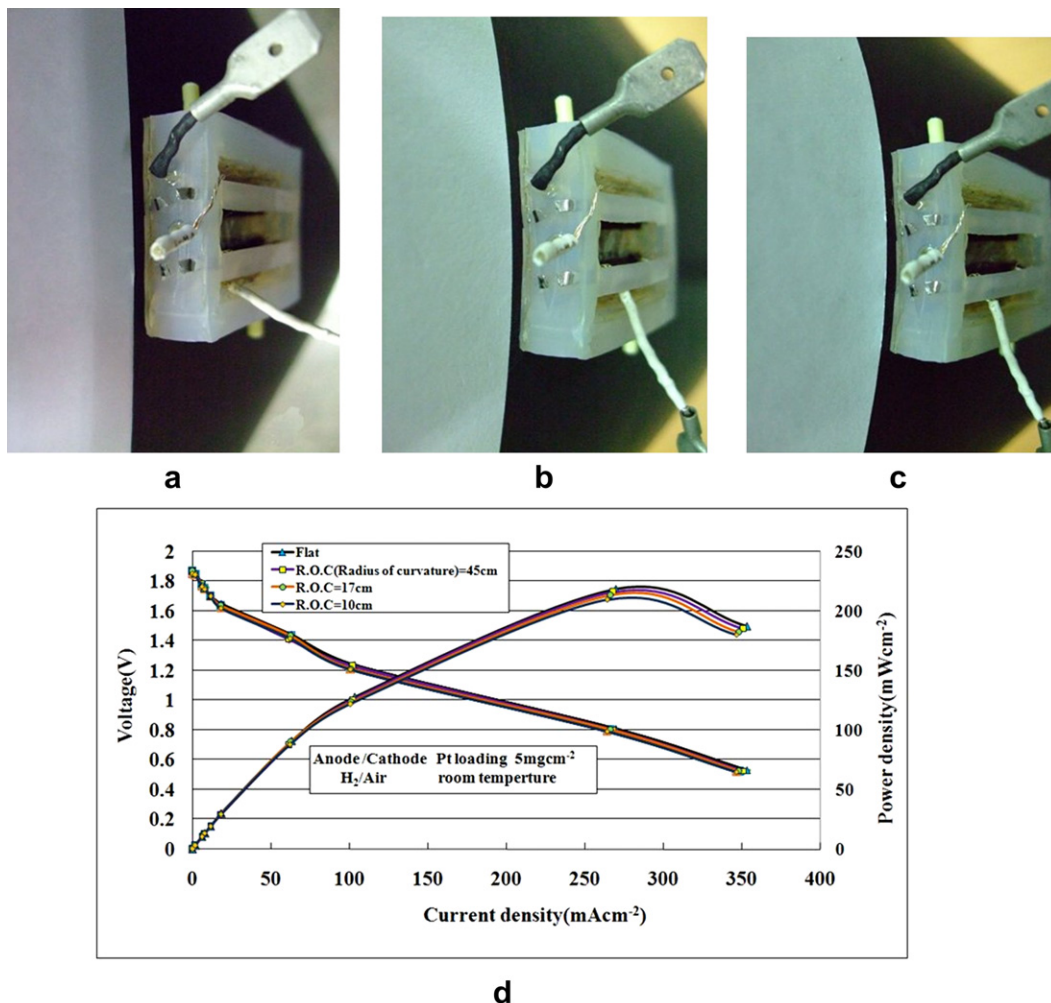 a
b
c
Flat
R.O.C(Radius of curvature)=45cm
R.O.C=17cm
R.O.C=10cm
2
1.8
1.6
1.4
1.2
1
0.8
0.6
0.4
0.2
0
Voltage(V)
250
200
150
100
50
0
Power density(mWcm⁻²)
Anode /Cathode Pt loading 5mgcm⁻²
H₂/Air room temperture
0 50 100 150 200 250 300 350 400
Current density(mAcm⁻²)
d